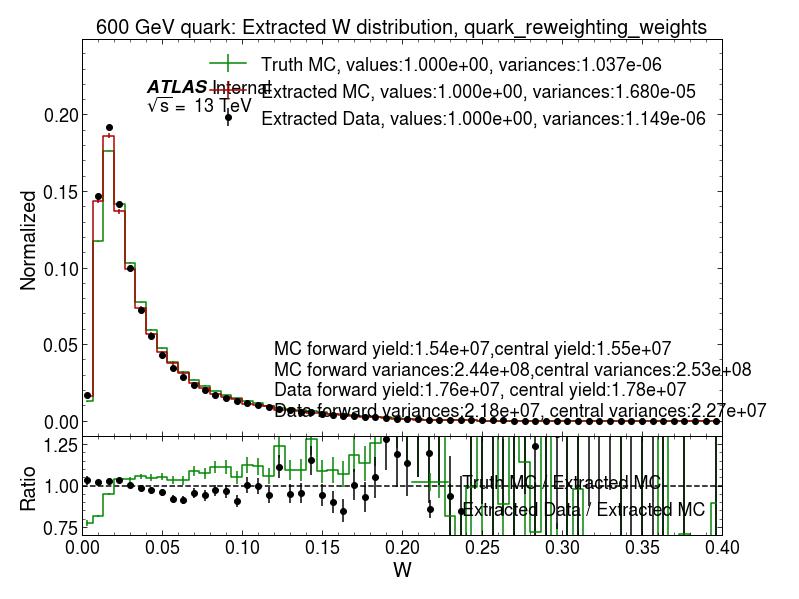 600 GeV quark: Extracted W distribution, quark_reweighting_weights
Truth MC, values:1.000e+00, variances:1.037e-06
ATLAS Internal
Extracted MC, values:1.000e+00, variances:1.680e-05
√s = 13 TeV
Extracted Data, values:1.000e+00, variances:1.149e-06
0.20
0.15
0.10
0.05
0.00
Normalized
MC forward yield:1.54e+07,central yield:1.55e+07
MC forward variances:2.44e+08,central variances:2.53e+08
Data forward yield:1.76e+07, central yield:1.78e+07
Data forward variances:2.18e+07, central variances:2.27e+07
1.25
1.00
0.75
Ratio
Truth MC / Extracted MC
Extracted Data / Extracted MC
0.00 0.05 0.10 0.15 0.20 0.25 0.30 0.35 0.40
W